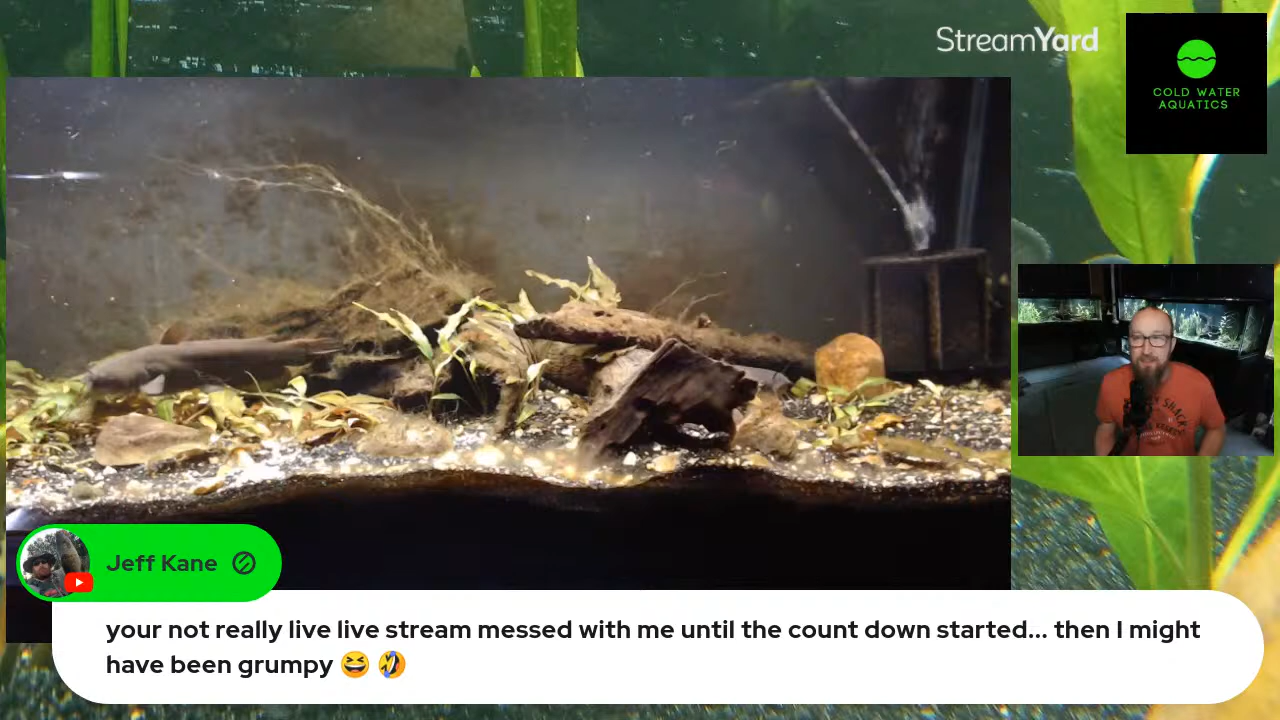 StreamYard
COLD WATER
AQUATICS
Jeff Kane
your not really live live stream messed with me until the count down started... then I might
have been grumpy 😆 🤣